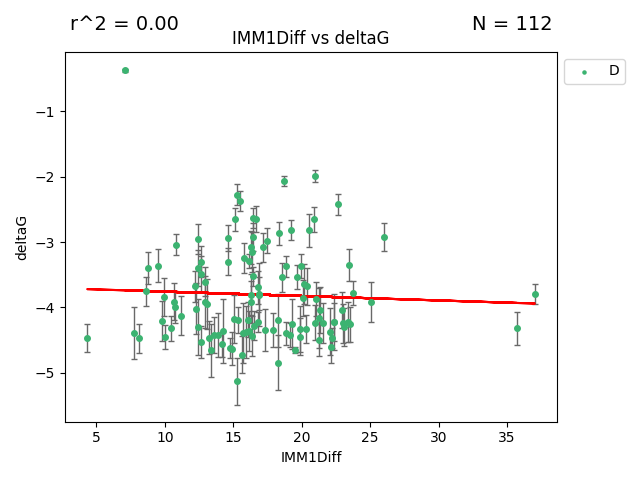 r^2 = 0.00
N = 112
IMM1Diff vs deltaG
D
−1
−2
−3
−4
−5
deltaG
5 10 15 20 25 30 35
IMM1Diff